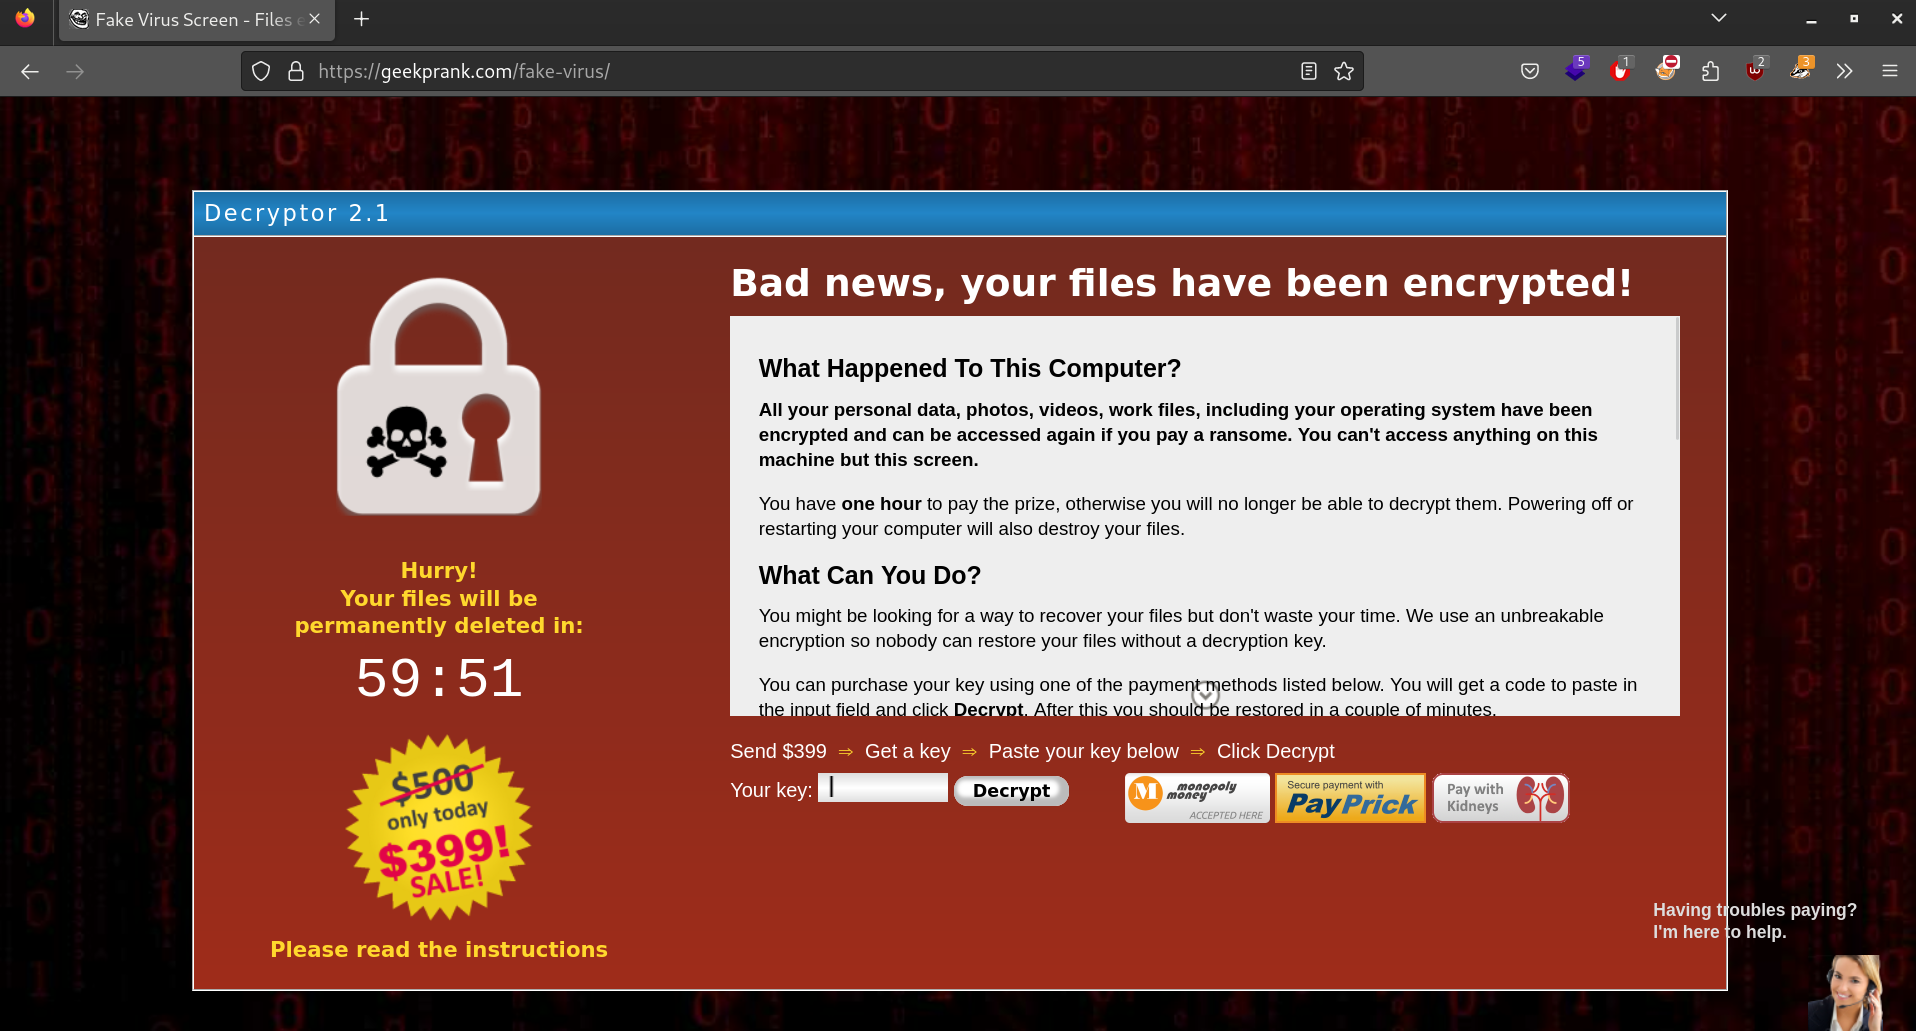 Fake Virus Screen - Files e
https://geekprank.com/fake-virus/
5
1
2
3
Decryptor 2.1
Bad news, your files have been encrypted!
What Happened To This Computer?
All your personal data, photos, videos, work files, including your operating system have been
encrypted and can be accessed again if you pay a ransome. You can't access anything on this
machine but this screen.
You have one hour to pay the prize, otherwise you will no longer be able to decrypt them. Powering off or
restarting your computer will also destroy your files.
What Can You Do?
You might be looking for a way to recover your files but don't waste your time. We use an unbreakable
encryption so nobody can restore your files without a decryption key.
You can purchase your key using one of the payment methods listed below. You will get a code to paste in
the input field and click Decrypt. After this you should be restored in a couple of minutes.
Hurry!
Your files will be
permanently deleted in:
59:51
$500
only today
$399!
SALE!
Please read the instructions
Send $399 ⇒ Get a key ⇒ Paste your key below ⇒ Click Decrypt
Your key:
Decrypt
M monopoly
money
ACCEPTED HERE
Secure payment with
PayPrick
Pay with
Kidneys
Having troubles paying?
I'm here to help.